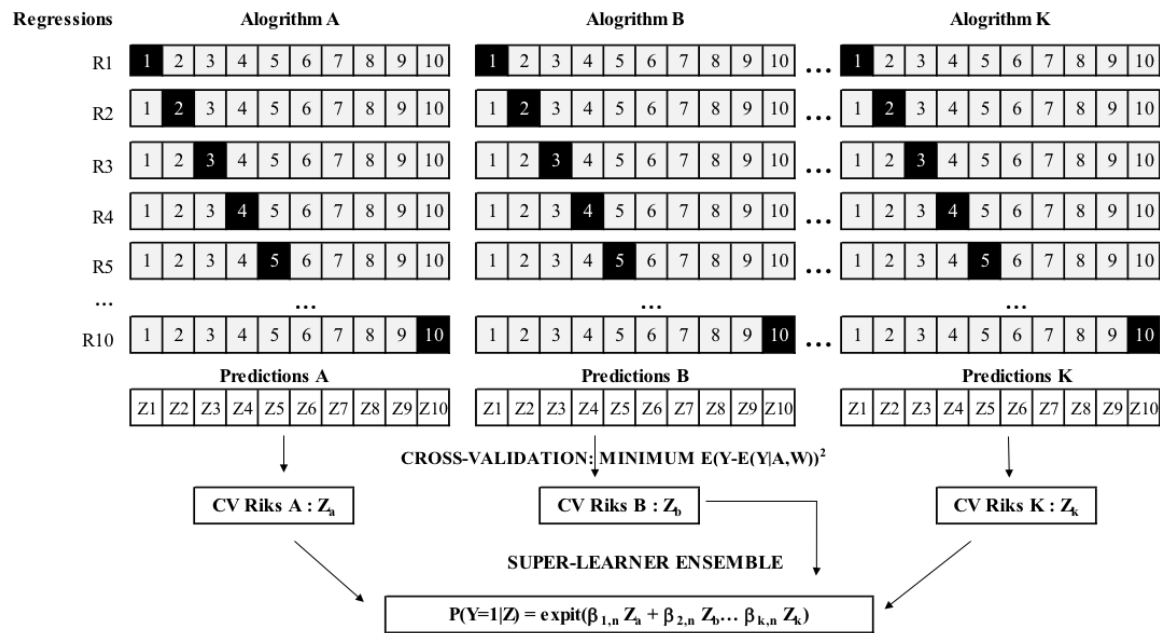 Regressions Alogrithm A Alogrithm B Alogrithm K
R1 1 2 3 4 5 6 7 8 9 10 1 2 3 4 5 6 7 8 9 10 ... 1 2 3 4 5 6 7 8 9 10
R2 1 2 3 4 5 6 7 8 9 10 1 2 3 4 5 6 7 8 9 10 ... 1 2 3 4 5 6 7 8 9 10
R3 1 2 3 4 5 6 7 8 9 10 1 2 3 4 5 6 7 8 9 10 ... 1 2 3 4 5 6 7 8 9 10
R4 1 2 3 4 5 6 7 8 9 10 1 2 3 4 5 6 7 8 9 10 ... 1 2 3 4 5 6 7 8 9 10
R5 1 2 3 4 5 6 7 8 9 10 1 2 3 4 5 6 7 8 9 10 ... 1 2 3 4 5 6 7 8 9 10
... ... ... ...
R10 1 2 3 4 5 6 7 8 9 10 1 2 3 4 5 6 7 8 9 10 ... 1 2 3 4 5 6 7 8 9 10
Predictions A Predictions B Predictions K
Z1 Z2 Z3 Z4 Z5 Z6 Z7 Z8 Z9 Z10 Z1 Z2 Z3 Z4 Z5 Z6 Z7 Z8 Z9 Z10 Z1 Z2 Z3 Z4 Z5 Z6 Z7 Z8 Z9 Z10
CROSS-VALIDATION: MINIMUM E(Y-E(Y|A,W))²
CV Riks A : Zₐ CV Riks B : Z_b CV Riks K : Z_k
SUPER-LEARNER ENSEMBLE
P(Y=1|Z) = expit(β₁,ₙ Zₐ + β₂,ₙ Z_b... βₖ,ₙ Zₖ)